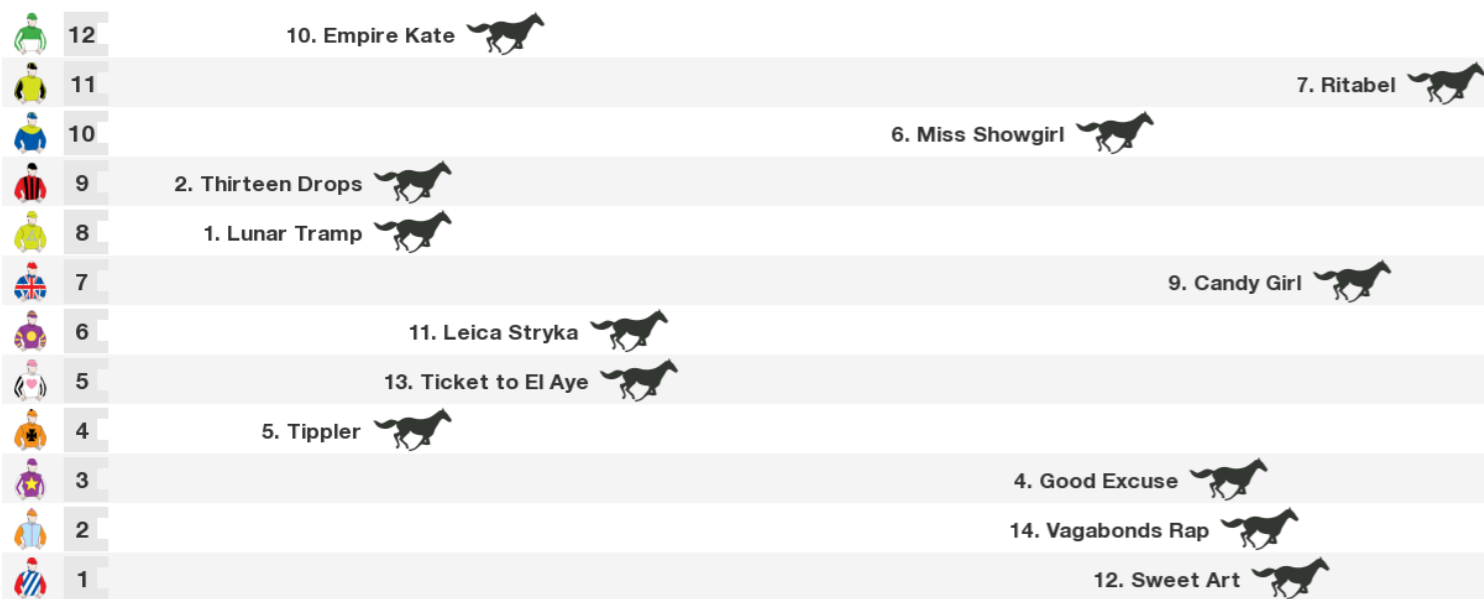 12 10. Empire Kate
11 7. Ritabel
10 6. Miss Showgirl
9 2. Thirteen Drops
8 1. Lunar Tramp
7 9. Candy Girl
6 11. Leica Stryka
5 13. Ticket to El Aye
4 5. Tippler
3 4. Good Excuse
2 14. Vagabonds Rap
1 12. Sweet Art